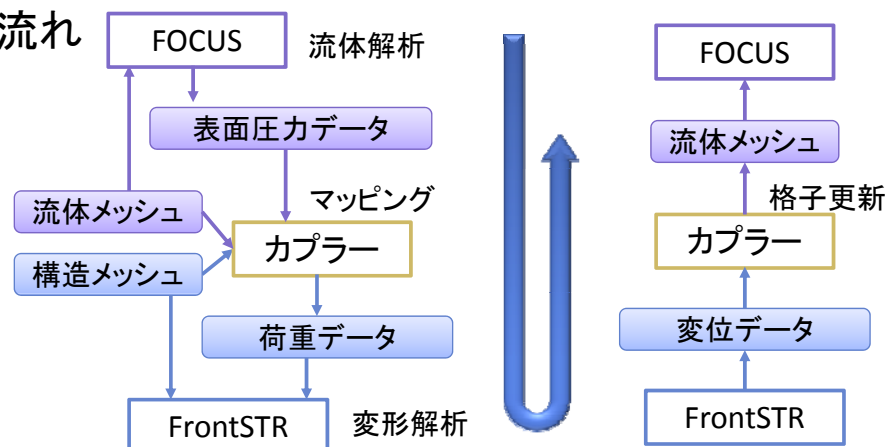 流れ
FOCUS
流体解析
表面圧力データ
流体メッシュ
マッピング
構造メッシュ
カプラー
荷重データ
FrontSTR
変形解析
FOCUS
流体メッシュ
格子更新
カプラー
変位データ
FrontSTR